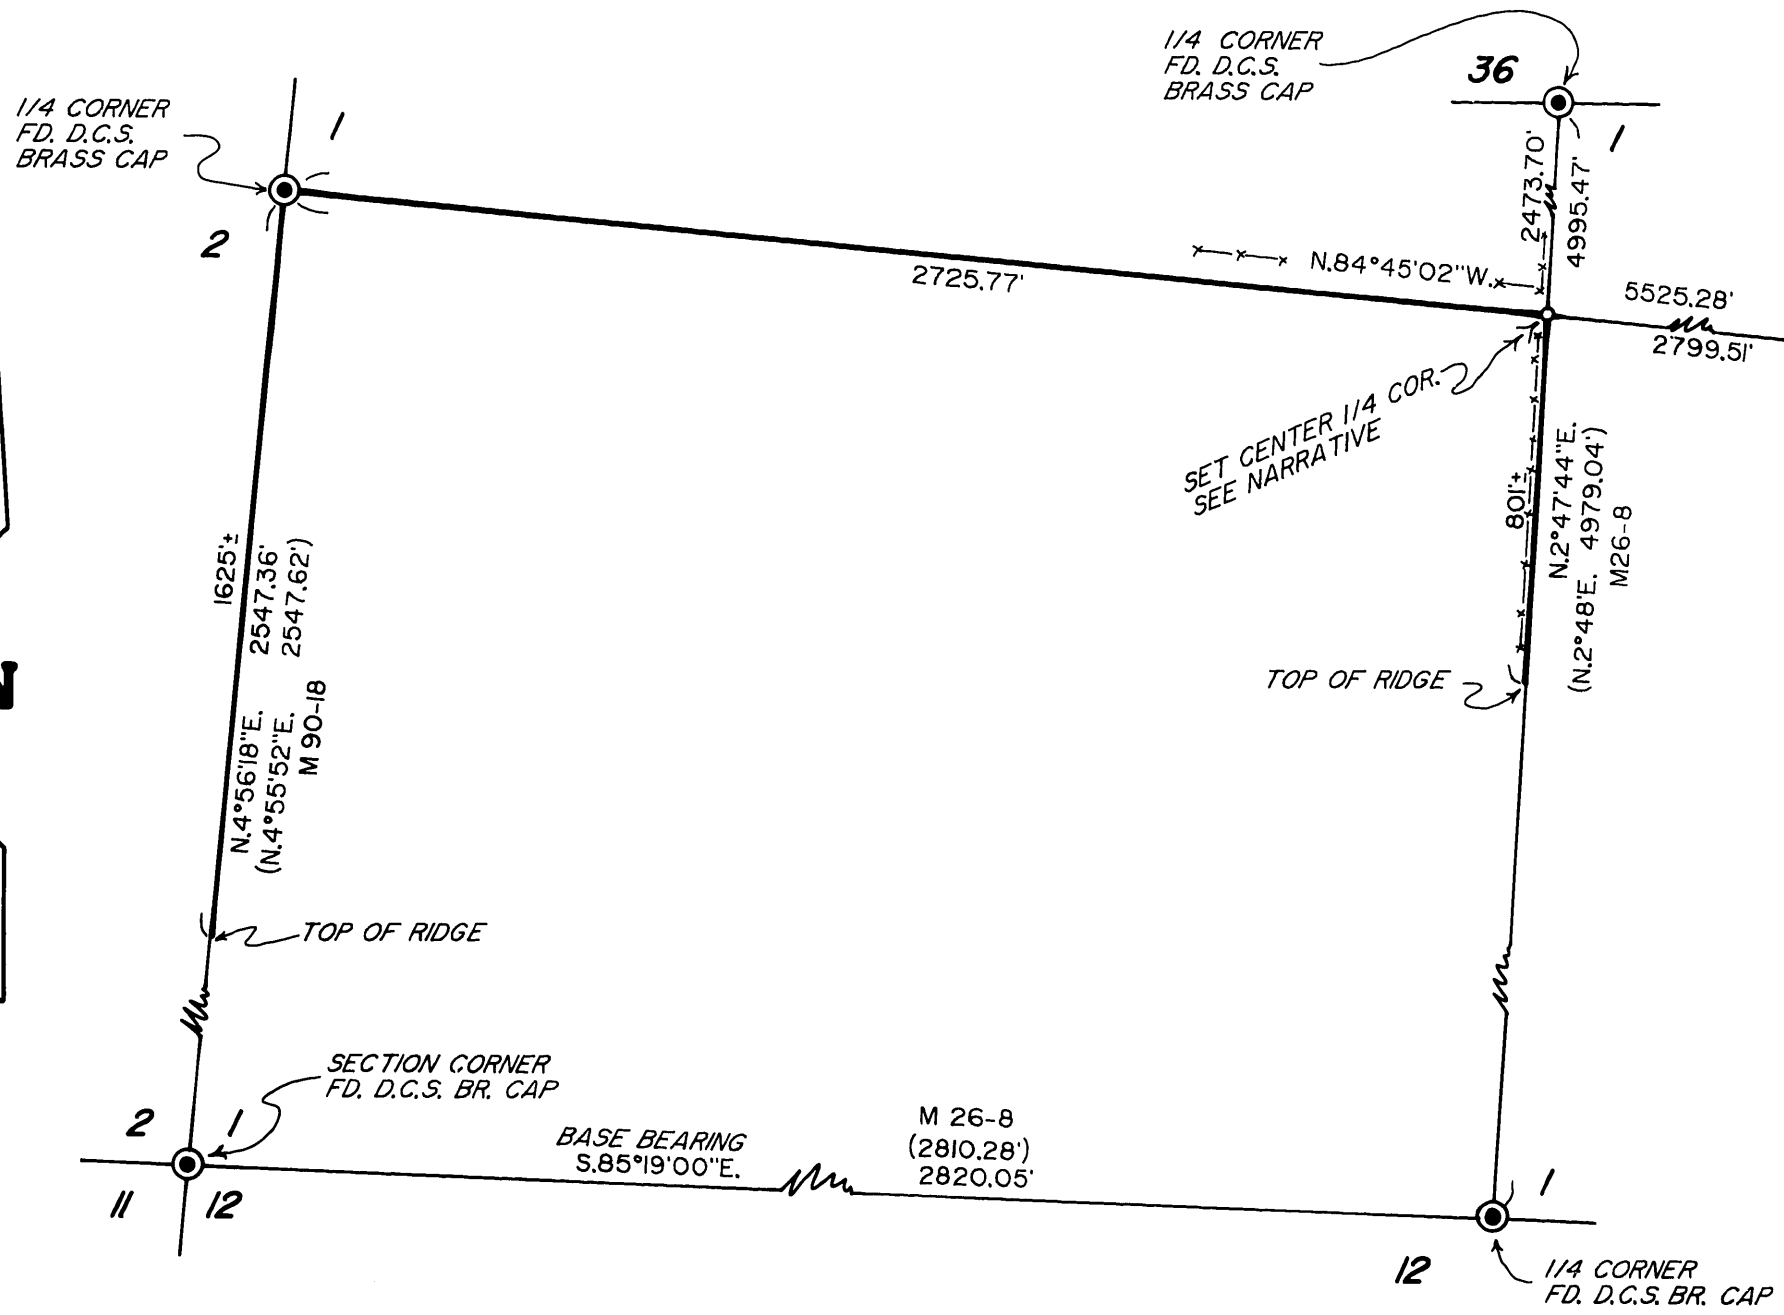 1/4 CORNER
FD. D.C.S.
BRASS CAP
36
1
1/4 CORNER
FD. D.C.S.
BRASS CAP
1
2
2473.70'
4995.47'
2725.77'
N.84°45'02"W.
5525.28'
2799.51'
SET CENTER 1/4 COR.
SEE NARRATIVE
801'±
N.2°47'44"E.
(N.2°48'E. 4979.04')
M26-8
1625'±
N.4°56'18"E. 2547.36'
(N.4°55'52"E. 2547.62')
M 90-18
TOP OF RIDGE
TOP OF RIDGE
SECTION CORNER
FD. D.C.S. BR. CAP
2
1
11
12
BASE BEARING
S.85°19'00"E.
M 26-8
(2810.28')
2820.05'
1
12
1/4 CORNER
FD. D.C.S. BR. CAP